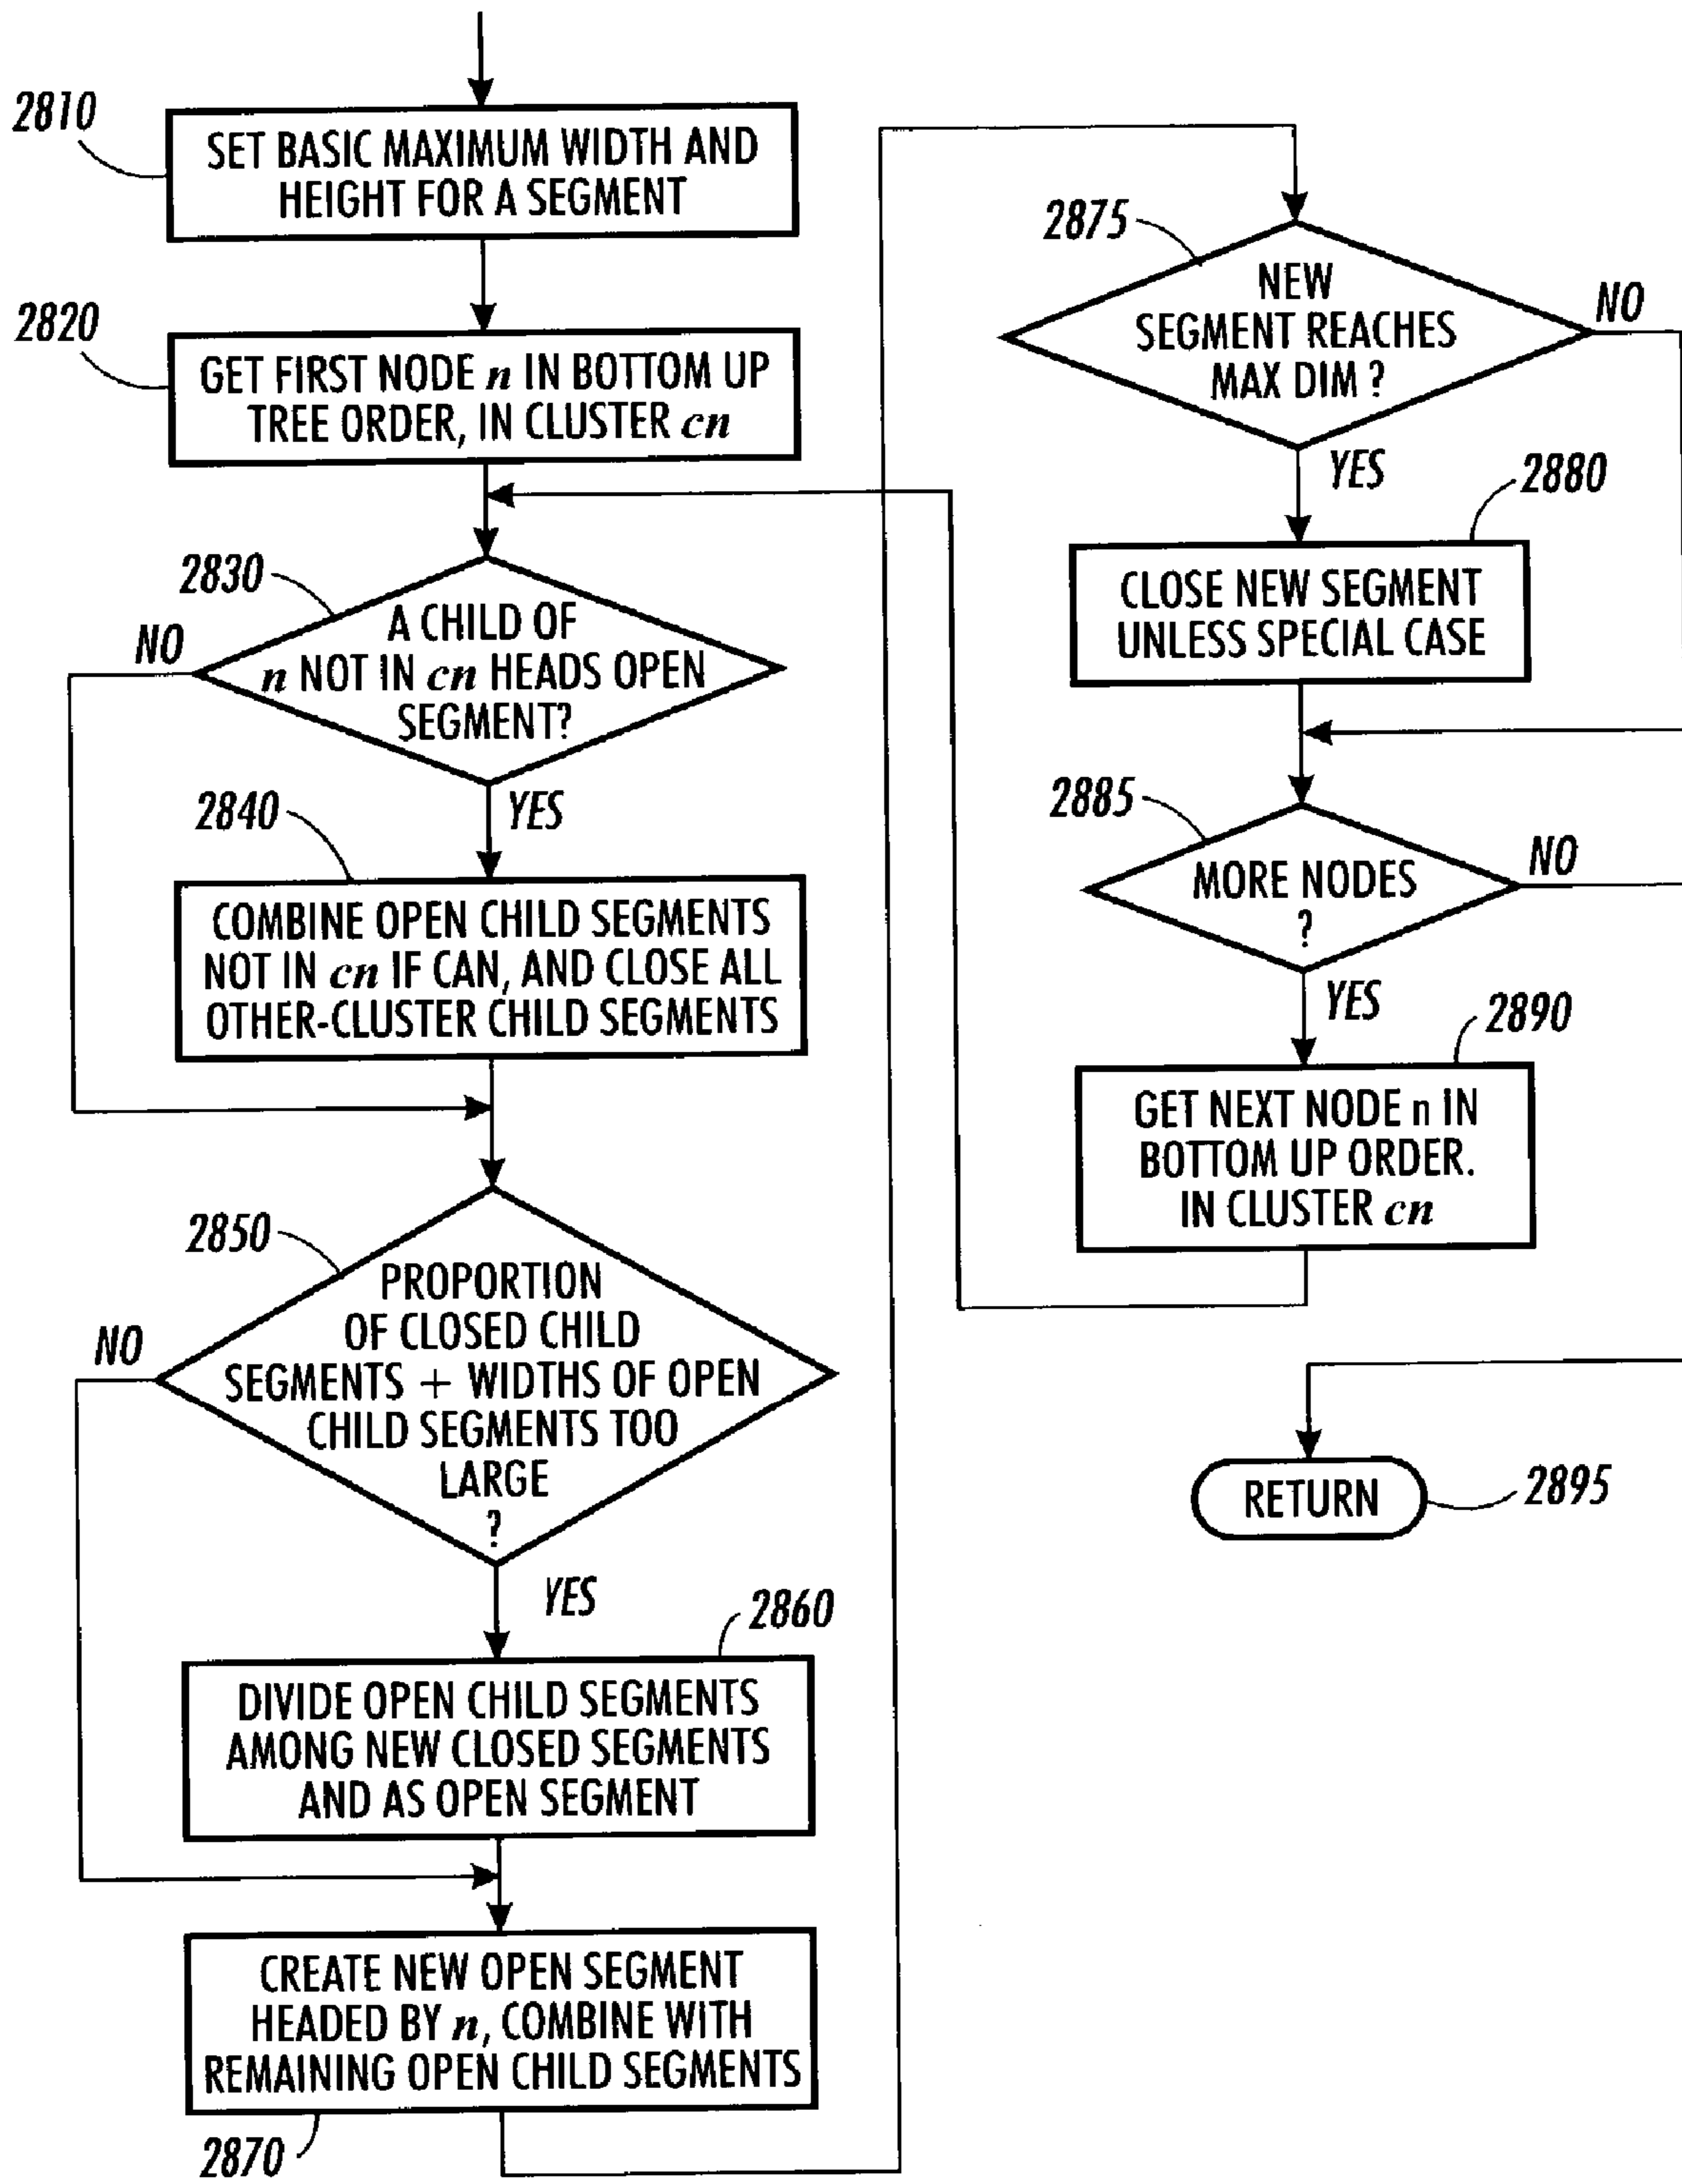 2810
SET BASIC MAXIMUM WIDTH AND
HEIGHT FOR A SEGMENT
2820
GET FIRST NODE n IN BOTTOM UP
TREE ORDER, IN CLUSTER cn
2830
A CHILD OF
n NOT IN cn HEADS OPEN
SEGMENT?
NO
YES
2840
COMBINE OPEN CHILD SEGMENTS
NOT IN cn IF CAN, AND CLOSE ALL
OTHER-CLUSTER CHILD SEGMENTS
2850
PROPORTION
OF CLOSED CHILD
SEGMENTS + WIDTHS OF OPEN
CHILD SEGMENTS TOO
LARGE
?
NO
YES
2860
DIVIDE OPEN CHILD SEGMENTS
AMONG NEW CLOSED SEGMENTS
AND AS OPEN SEGMENT
CREATE NEW OPEN SEGMENT
HEADED BY n, COMBINE WITH
REMAINING OPEN CHILD SEGMENTS
2870
2875
NEW
SEGMENT REACHES
MAX DIM ?
NO
YES
2880
CLOSE NEW SEGMENT
UNLESS SPECIAL CASE
2885
MORE NODES
?
NO
YES
2890
GET NEXT NODE n IN
BOTTOM UP ORDER.
IN CLUSTER cn
RETURN
2895